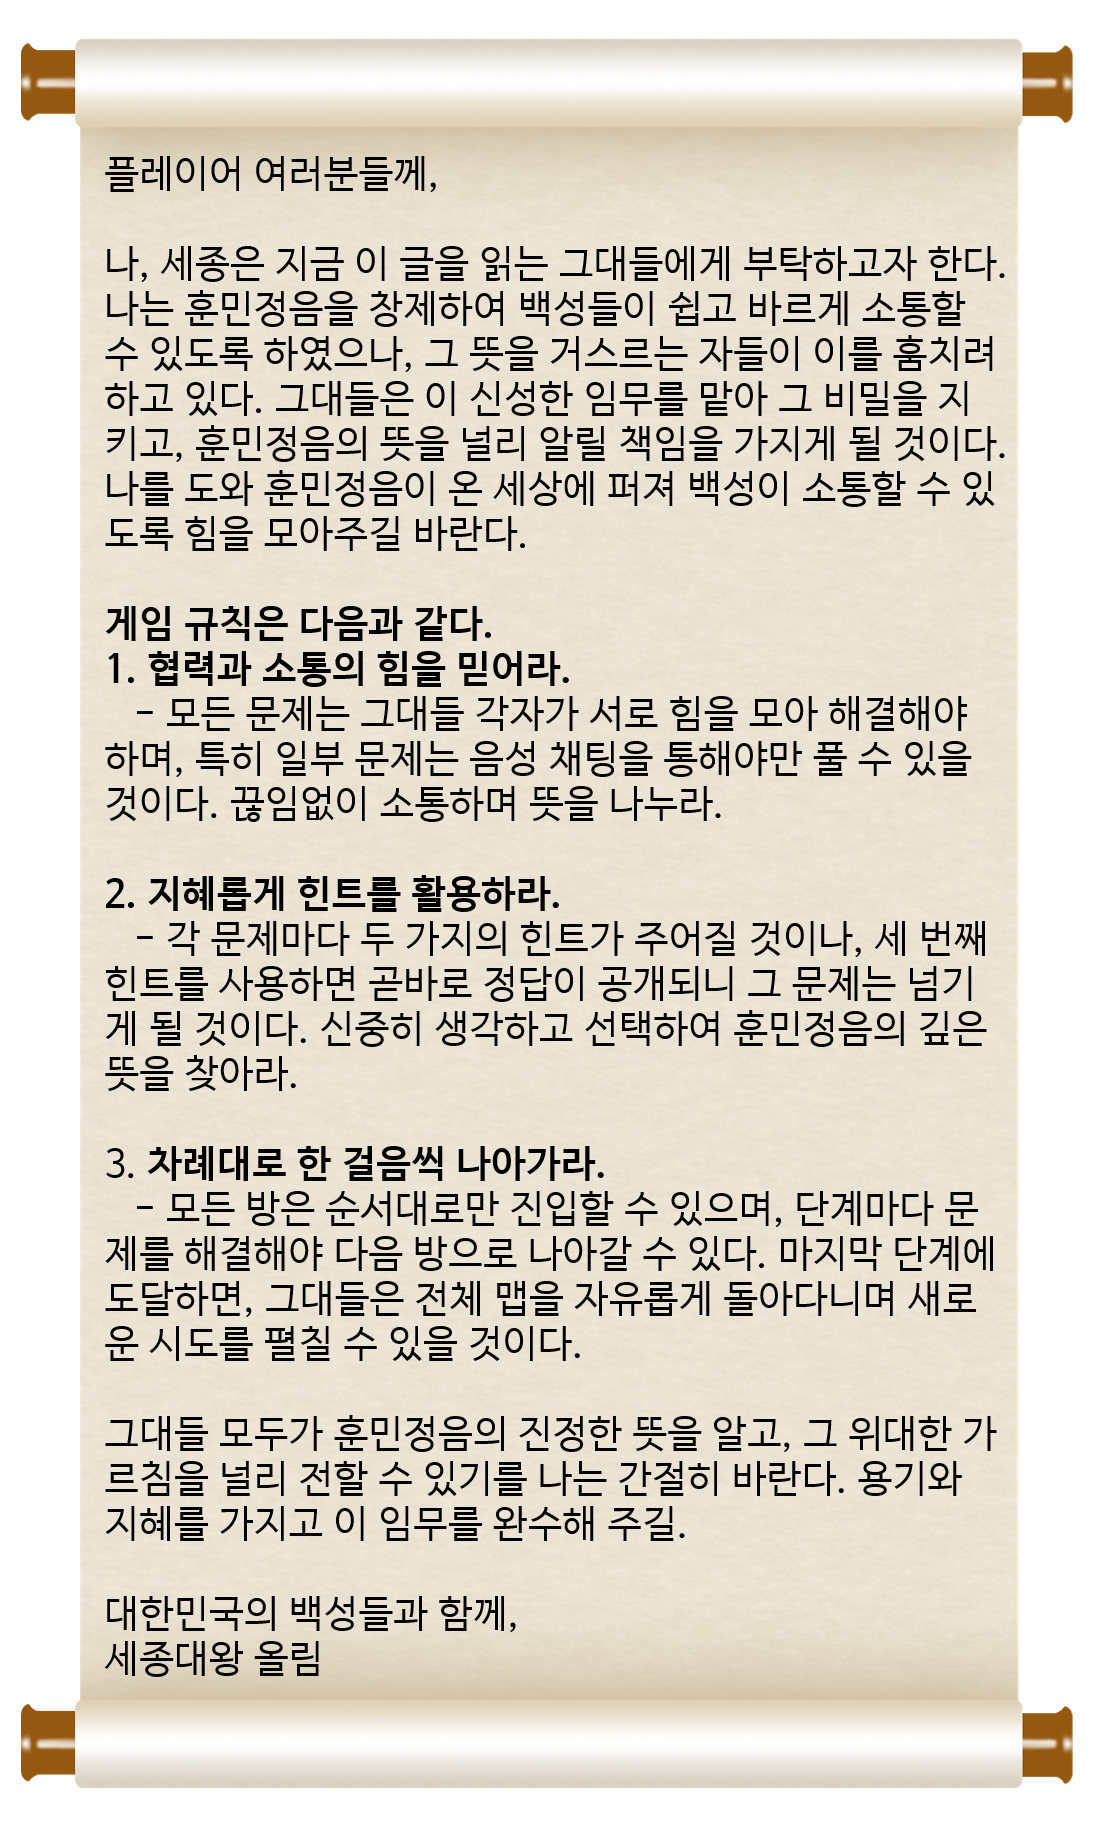 플레이어 여러분들께,
나, 세종은 지금 이 글을 읽는 그대들에게 부탁하고자 한다.
나는 훈민정음을 창제하여 백성들이 쉽고 바르게 소통할
수 있도록 하였으나, 그 뜻을 거스르는 자들이 이를 훔치려
하고 있다. 그대들은 이 신성한 임무를 맡아 그 비밀을 지
키고, 훈민정음의 뜻을 널리 알릴 책임을 가지게 될 것이다.
나를 도와 훈민정음이 온 세상에 퍼져 백성이 소통할 수 있
도록 힘을 모아주길 바란다.
게임 규칙은 다음과 같다.
1. 협력과 소통의 힘을 믿어라.
– 모든 문제는 그대들 각자가 서로 힘을 모아 해결해야
하며, 특히 일부 문제는 음성 채팅을 통해야만 풀 수 있을
것이다. 끊임없이 소통하며 뜻을 나누라.
2. 지혜롭게 힌트를 활용하라.
– 각 문제마다 두 가지의 힌트가 주어질 것이나, 세 번째
힌트를 사용하면 곧바로 정답이 공개되니 그 문제는 넘기
게 될 것이다. 신중히 생각하고 선택하여 훈민정음의 깊은
뜻을 찾아라.
3. 차례대로 한 걸음씩 나아가라.
– 모든 방은 순서대로만 진입할 수 있으며, 단계마다 문
제를 해결해야 다음 방으로 나아갈 수 있다. 마지막 단계에
도달하면, 그대들은 전체 맵을 자유롭게 돌아다니며 새로
운 시도를 펼칠 수 있을 것이다.
그대들 모두가 훈민정음의 진정한 뜻을 알고, 그 위대한 가
르침을 널리 전할 수 있기를 나는 간절히 바란다. 용기와
지혜를 가지고 이 임무를 완수해 주길.
대한민국의 백성들과 함께,
세종대왕 올림